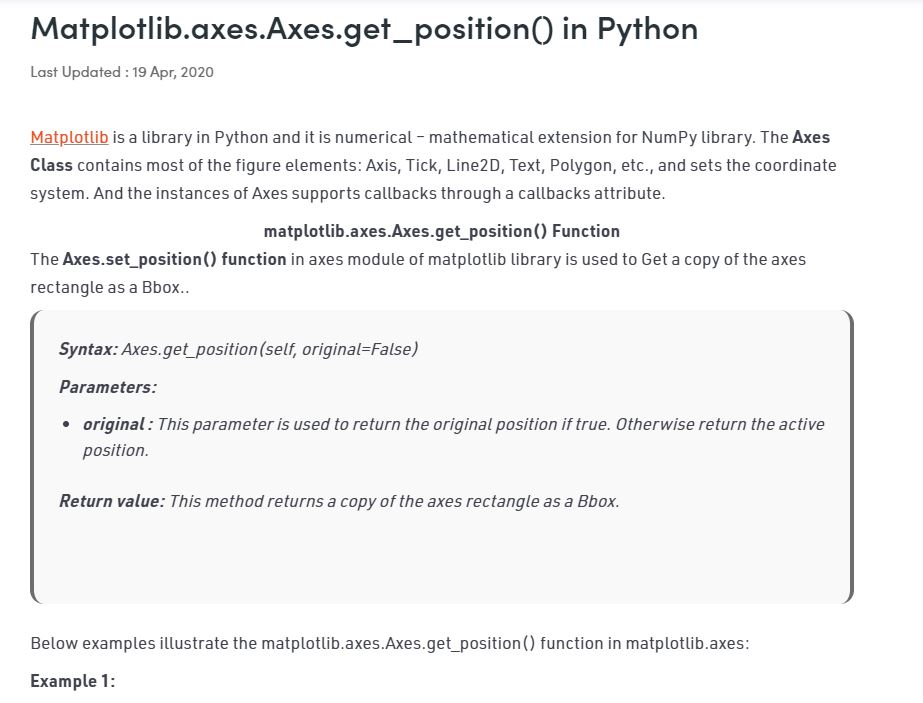 Matplotlib.axes.Axes.get_position() in Python
Last Updated : 19 Apr, 2020
Matplotlib is a library in Python and it is numerical – mathematical extension for NumPy library. The Axes
Class contains most of the figure elements: Axis, Tick, Line2D, Text, Polygon, etc., and sets the coordinate
system. And the instances of Axes supports callbacks through a callbacks attribute.
matplotlib.axes.Axes.get_position() Function
The Axes.set_position() function in axes module of matplotlib library is used to Get a copy of the axes
rectangle as a Bbox..
Syntax: Axes.get_position(self, original=False)
Parameters:
• original : This parameter is used to return the original position if true. Otherwise return the active
position.
Return value: This method returns a copy of the axes rectangle as a Bbox.
Below examples illustrate the matplotlib.axes.Axes.get_position() function in matplotlib.axes:
Example 1: